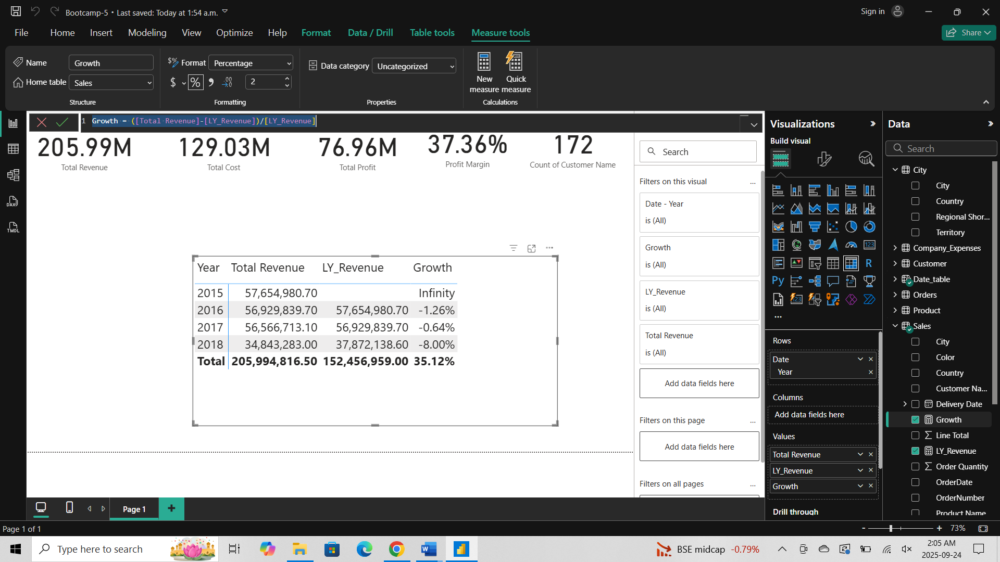 Bootcamp-5 • Last saved: Today at 1:54 a.m.
Sign in
File Home Insert Modeling View Optimize Help Format Data / Drill Table tools Measure tools
Share
Name Growth
Home table Sales
Structure
Format Percentage
$ % , .00 2
Formatting
Data category Uncategorized
Properties
New measure
Quick measure
Calculations
1 Growth = ([Total Revenue]-[LY_Revenue])/[LY_Revenue]
205.99M
Total Revenue
129.03M
Total Cost
76.96M
Total Profit
37.36%
Profit Margin
172
Count of Customer Name
Year Total Revenue LY_Revenue Growth
2015 57,654,980.70 Infinity
2016 56,929,839.70 57,654,980.70 -1.26%
2017 56,566,713.10 56,929,839.70 -0.64%
2018 34,843,283.00 37,872,138.60 -8.00%
Total 205,994,816.50 152,456,959.00 35.12%
DAX
TMDL
Search
Filters on this visual ...
Date - Year
is (All)
Growth
is (All)
LY_Revenue
is (All)
Total Revenue
is (All)
Add data fields here
Filters on this page ...
Add data fields here
Filters on all pages ...
Visualizations
Build visual
123
R
Py
123
...
Rows
Date
Year
Columns
Add data fields here
Values
Total Revenue
LY_Revenue
Growth
Drill through
Data
Search
City
City
Country
Regional Shor...
Territory
Company_Expenses
Customer
Date_table
Orders
Product
Sales
City
Color
Country
Customer Na...
Delivery Date
Growth
Line Total
LY_Revenue
Order Quantity
OrderDate
OrderNumber
Product Name
Page 1
Page 1 of 1
- + 73%
Type here to search
BSE midcap -0.79%
2:05 AM
2025-09-24